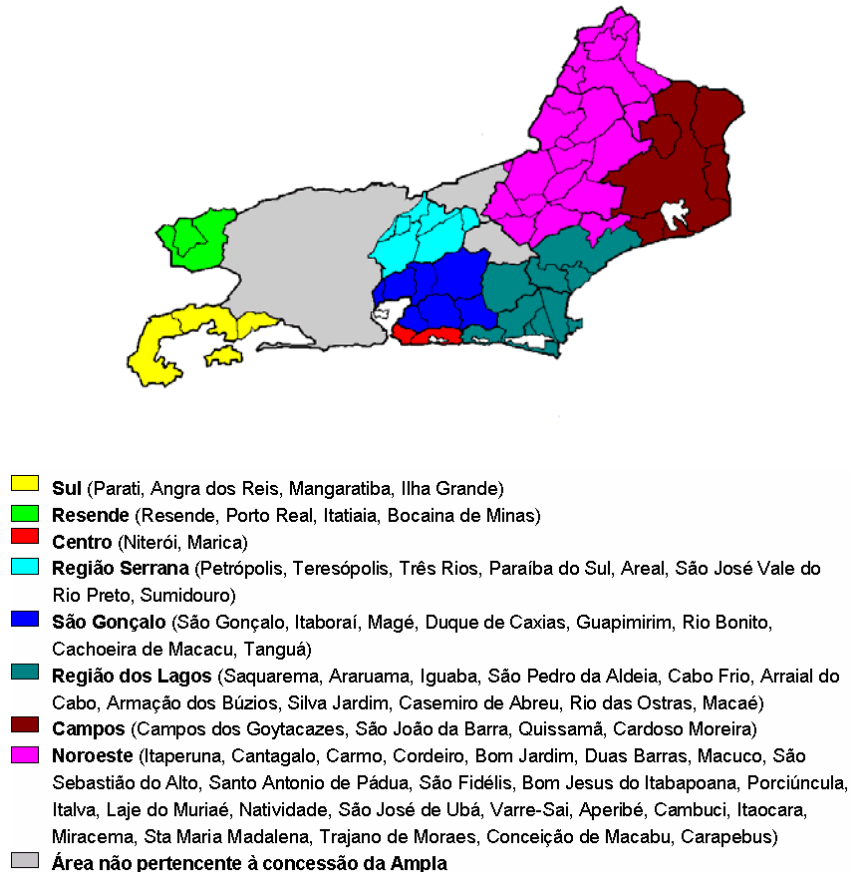 Sul (Parati, Angra dos Reis, Mangaratiba, Ilha Grande)
Resende (Resende, Porto Real, Itatiaia, Bocaina de Minas)
Centro (Niterói, Marica)
Região Serrana (Petrópolis, Teresópolis, Três Rios, Paraíba do Sul, Areal, São José Vale do
Rio Preto, Sumidouro)
São Gonçalo (São Gonçalo, Itaboraí, Magé, Duque de Caxias, Guapimirim, Rio Bonito,
Cachoeira de Macacu, Tanguá)
Região dos Lagos (Saquarema, Araruama, Iguaba, São Pedro da Aldeia, Cabo Frio, Arraial do
Cabo, Armação dos Búzios, Silva Jardim, Casemiro de Abreu, Rio das Ostras, Macaé)
Campos (Campos dos Goytacazes, São João da Barra, Quissamã, Cardoso Moreira)
Noroeste (Itaperuna, Cantagalo, Carmo, Cordeiro, Bom Jardim, Duas Barras, Macuco, São
Sebastião do Alto, Santo Antonio de Pádua, São Fidélis, Bom Jesus do Itabapoana, Porciúncula,
Italva, Laje do Muriaé, Natividade, São José de Ubá, Varre-Sai, Aperibé, Cambuci, Itaocara,
Miracema, Sta Maria Madalena, Trajano de Moraes, Conceição de Macabu, Carapebus)
Área não pertencente à concessão da Ampla